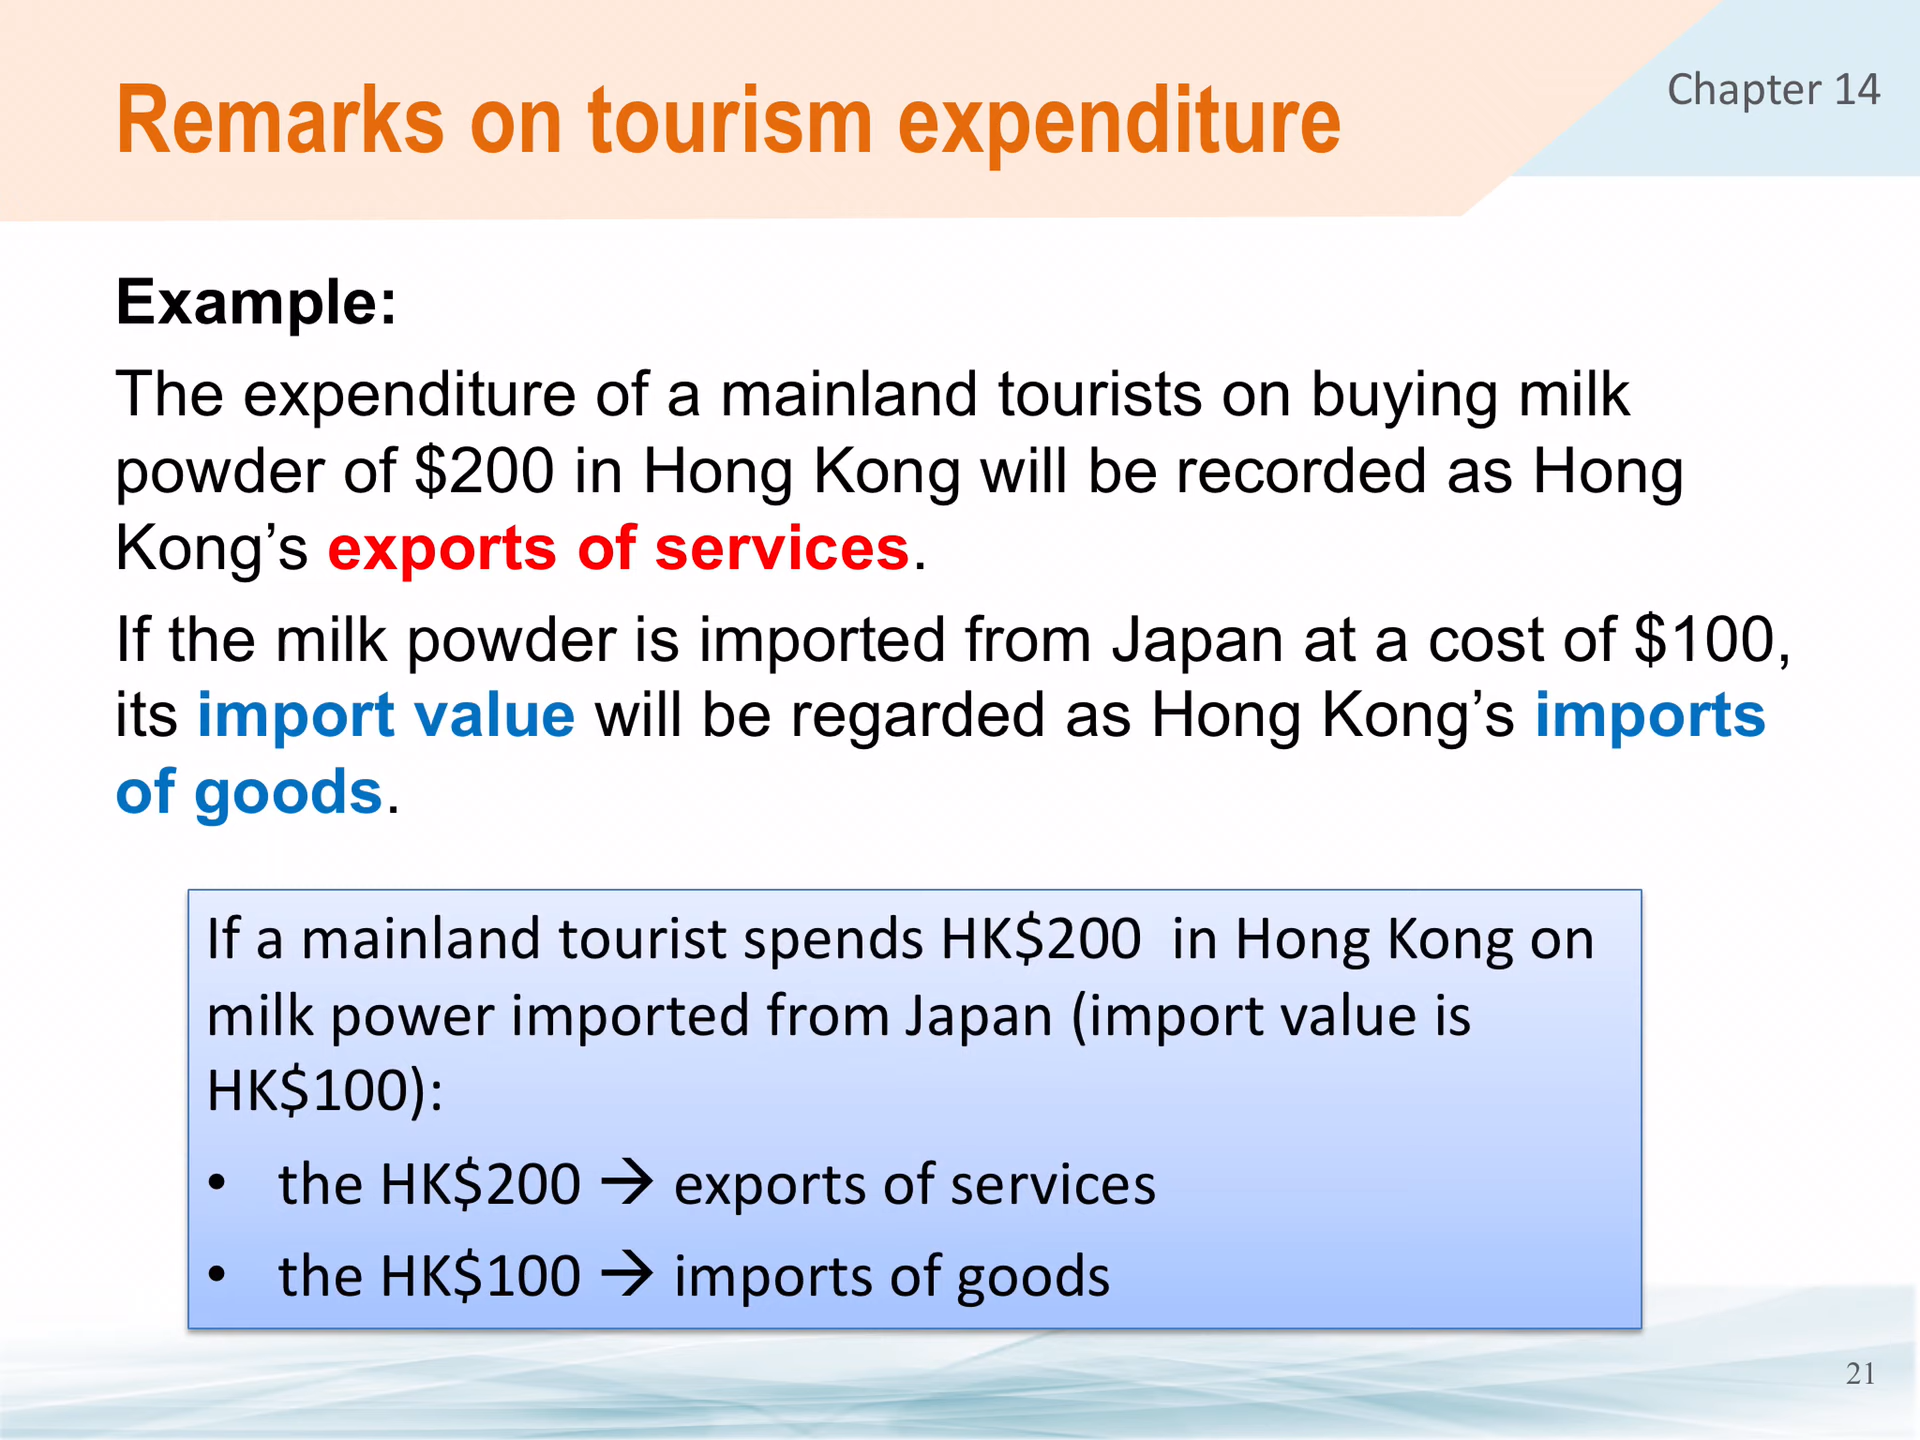 Chapter 14
Remarks on tourism expenditure
Example:
The expenditure of a mainland tourists on buying milk
powder of $200 in Hong Kong will be recorded as Hong
Kong’s exports of services.
If the milk powder is imported from Japan at a cost of $100,
its import value will be regarded as Hong Kong’s imports
of goods.
If a mainland tourist spends HK$200  in Hong Kong on
milk power imported from Japan (import value is
HK$100):
• the HK$200 → exports of services
• the HK$100 → imports of goods
21